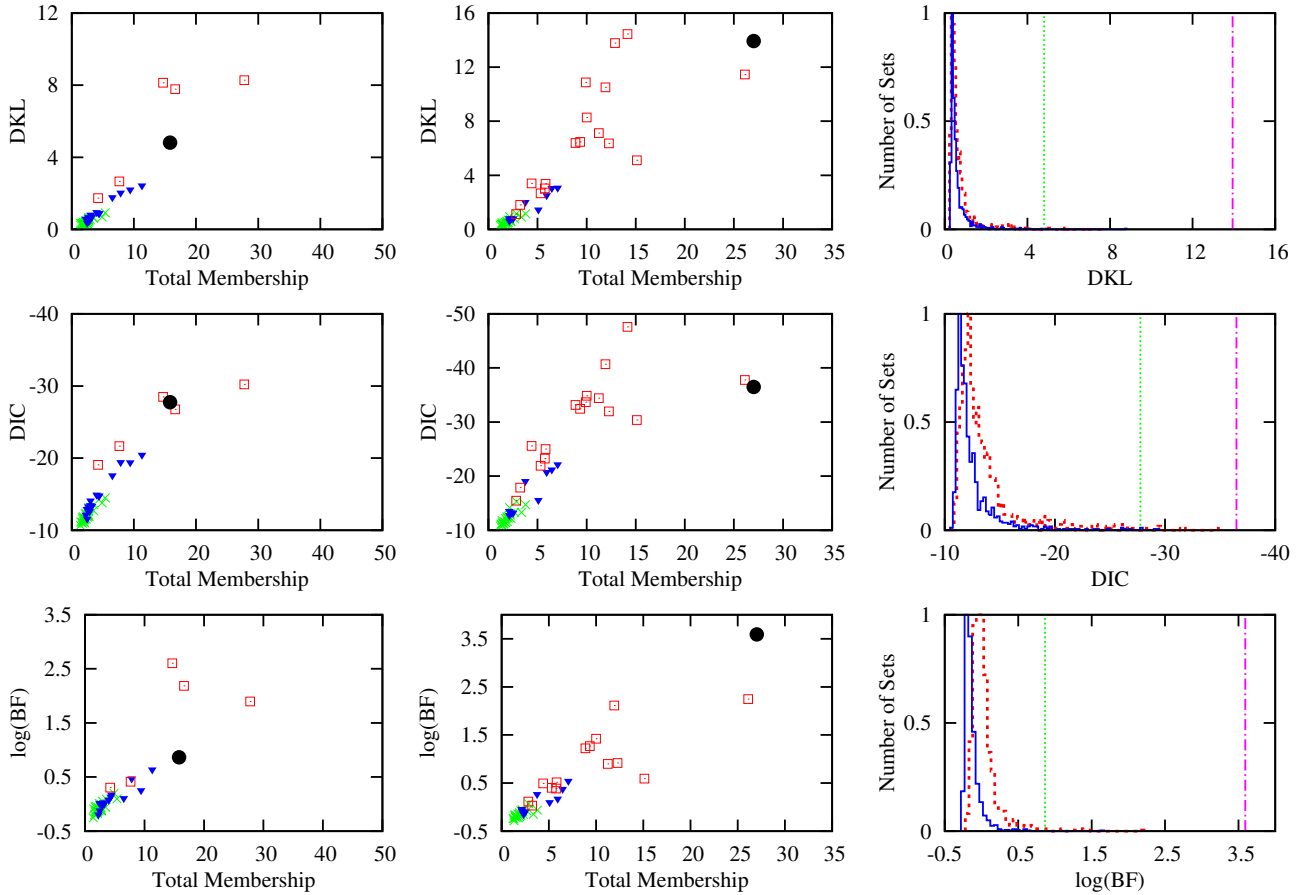 12
8
4
0
0 10 20 30 40 50
DKL
Total Membership
16
12
8
4
0
0 5 10 15 20 25 30 35
DKL
Total Membership
1
0.5
0
0 4 8 12 16
Number of Sets
DKL
-40
-30
-20
-10
0 10 20 30 40 50
DIC
Total Membership
-50
-40
-30
-20
-10
0 5 10 15 20 25 30 35
DIC
Total Membership
1
0.5
0
-10 -20 -30 -40
Number of Sets
DIC
3.5
2.5
1.5
0.5
-0.5
0 10 20 30 40 50
log(BF)
Total Membership
3.5
2.5
1.5
0.5
-0.5
0 5 10 15 20 25 30 35
log(BF)
Total Membership
1
0.5
0
-0.5 0.5 1.5 2.5 3.5
Number of Sets
log(BF)